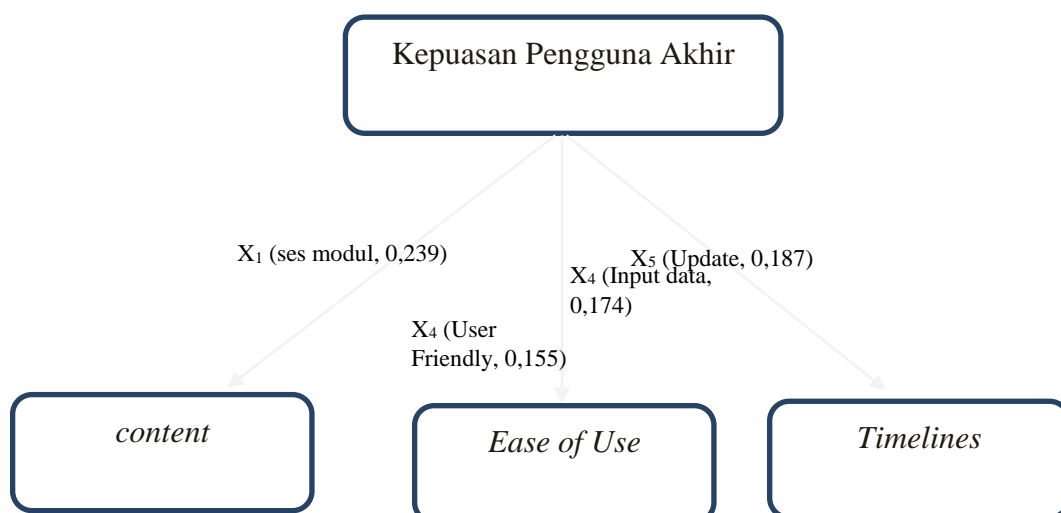 Kepuasan Pengguna Akhir
X₁ (ses modul, 0,239)
X₅ (Update, 0,187)
X₄ (Input data,
0,174)
X₄ (User
Friendly, 0,155)
content
Ease of Use
Timelines